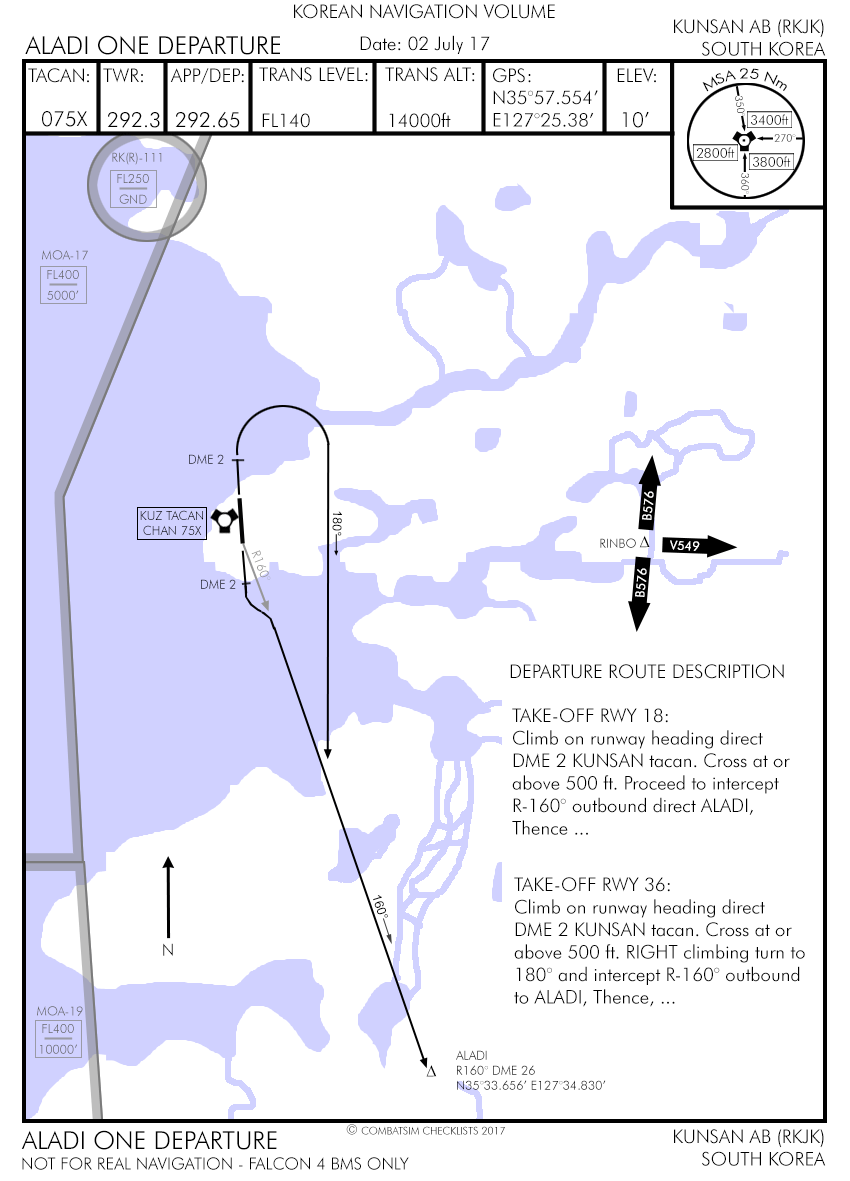 KOREAN NAVIGATION VOLUME
ALADI ONE DEPARTURE
Date: 02 July 17
KUNSAN AB (RKJK)
SOUTH KOREA
TACAN:
075X
TWR:
292.3
APP/DEP:
292.65
TRANS LEVEL:
FL140
TRANS ALT:
14000ft
GPS:
N35°57.554′
E127°25.38′
ELEV:
10′
MSA 25 Nm
350°
3400ft
270°
2800ft
3800ft
360°
RK(R)-111
FL250
GND
MOA-17
FL400
5000′
DME 2
KUZ TACAN
CHAN 75X
R160°
DME 2
180°
B576
RINBO
V549
B576
DEPARTURE ROUTE DESCRIPTION
TAKE-OFF RWY 18:
Climb on runway heading direct
DME 2 KUNSAN tacan. Cross at or
above 500 ft. Proceed to intercept
R-160° outbound direct ALADI,
Thence ...
TAKE-OFF RWY 36:
Climb on runway heading direct
DME 2 KUNSAN tacan. Cross at or
above 500 ft. RIGHT climbing turn to
180° and intercept R-160° outbound
to ALADI, Thence, ...
160°
N
MOA-19
FL400
10000′
ALADI
R160° DME 26
N35°33.656′ E127°34.830′
© COMBATSIM CHECKLISTS 2017
ALADI ONE DEPARTURE
NOT FOR REAL NAVIGATION - FALCON 4 BMS ONLY
KUNSAN AB (RKJK)
SOUTH KOREA